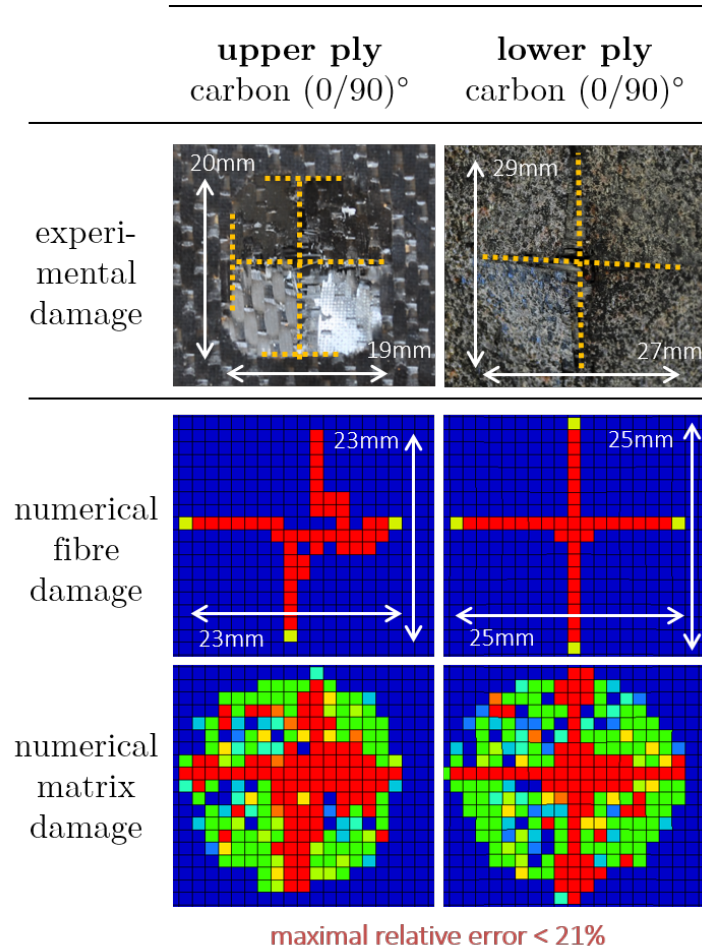 upper ply
carbon (0/90)°
lower ply
carbon (0/90)°
experi-
mental
damage
20mm
19mm
29mm
27mm
numerical
fibre
damage
23mm
23mm
25mm
25mm
numerical
matrix
damage
maximal relative error < 21%